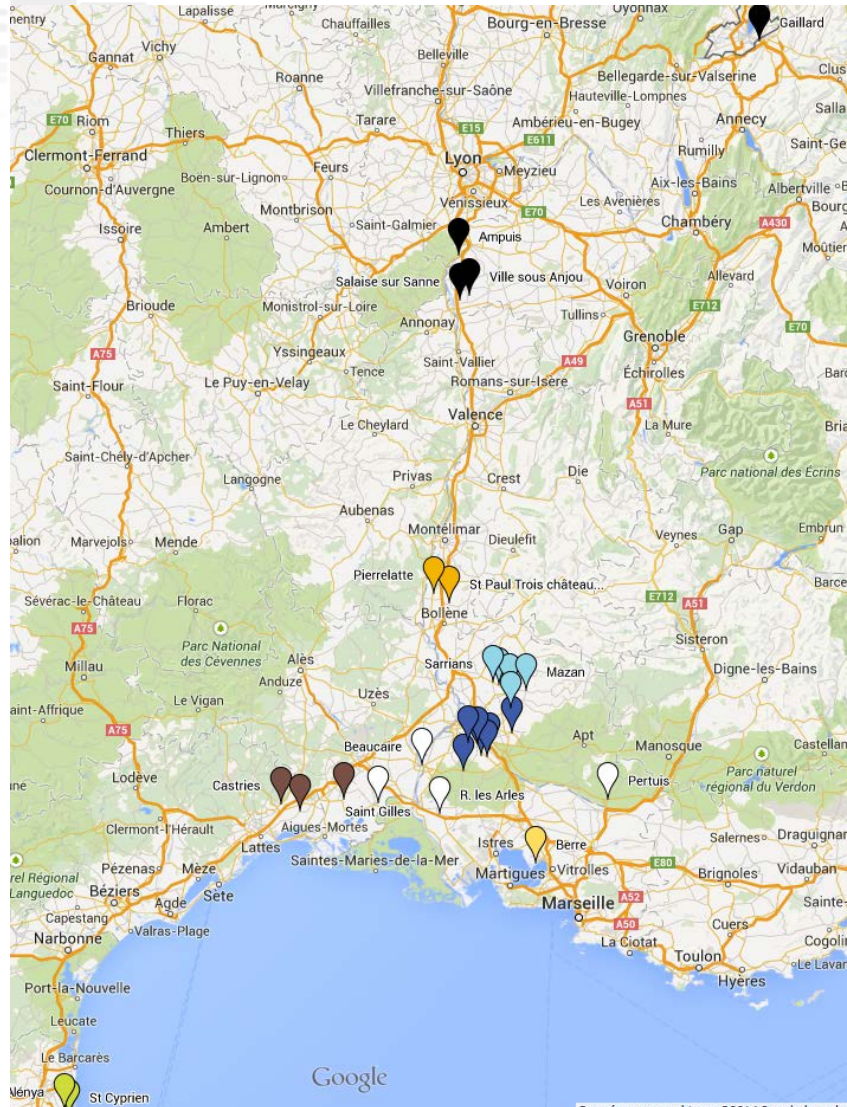 Lapalisse
Chauffailles
Bourg-en-Bresse
Oyonnax
Gaillard
Gannat
Vichy
Belleville
Bellegarde-sur-Valserine
Clus
Roanne
Villefranche-sur-Saône
Hauteville-Lompnes
Salla
E70
Riom
Thiers
Tarare
E15
Ambérieu-en-Bugey
Annecy
E611
Clermont-Ferrand
Lyon
Rumilly
Saint-Ge
Cournon-d'Auvergne
Boën-sur-Lignon
Feurs
Meyzieu
Aix-les-Bains
Albertville
Vénissieux
Les Avenières
Bourg
Montbrison
E70
Issoire
Ambert
Saint-Galmier
Chambéry
A430
Ampuis
Moûtier
Salaise sur Sanne
Ville sous Anjou
Allevard
Voiron
Brioude
Monistrol-sur-Loire
Tullins
E712
Annonay
Grenoble
E70
Yssingeaux
A75
Saint-Vallier
A49
Échirolles
Tence
Saint-Flour
Le Puy-en-Velay
Romans-sur-Isère
Bar
A51
Valence
Le Cheylard
La Mure
Bria
Saint-Chély-d'Apcher
Parc national des Écrins
Langogne
Privas
Crest
Die
Aubenas
Montélimar
Gap
Embrun
palion
Marvejols
Mende
Dieulefit
Veynes
Pierrelatte
St Paul Trois château...
Barce
Sévérac-le-Château
Florac
Bollène
E712
A51
A75
Parc National
des Cévennes
Sisteron
Millau
Alès
Sarrians
Mazan
Digne-les-Bains
Anduze
Uzès
aint-Affrique
Le Vigan
A75
Apt
Beaucaire
Manosque
Castellan
Lodève
Castries
Pertuis
Parc naturel
régional du Verdon
Saint Gilles
R. les Arles
Clermont-l'Hérault
Aigues-Mortes
Lattes
Istres
Berre
Salernes
Draguignan
Saintes-Maries-de-la-Mer
rel Régional
Languedoc
Pézenas
Mèze
Martigues
Vitrolles
E80
Brignoles
Vidauban
Béziers
Sète
Agde
A52
Capestang
Marseille
Sainte-
Valras-Plage
A50
Cuers
Narbonne
Cogolin
La Ciotat
Toulon
Le Lavan
Port-la-Nouvelle
Hyères
Leucate
Le Barcarès
Google
Alénya
St Cyprien